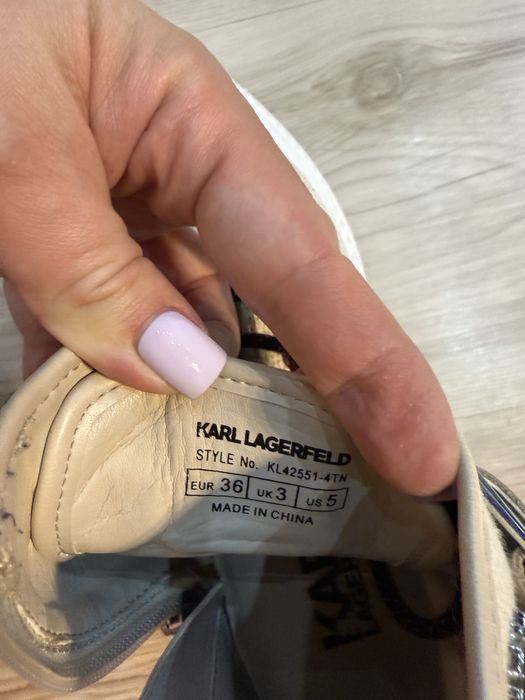 KARL LAGERFELD
STYLE No. KL42551-4TN
EUR 36 UK 3 US 5
MADE IN CHINA